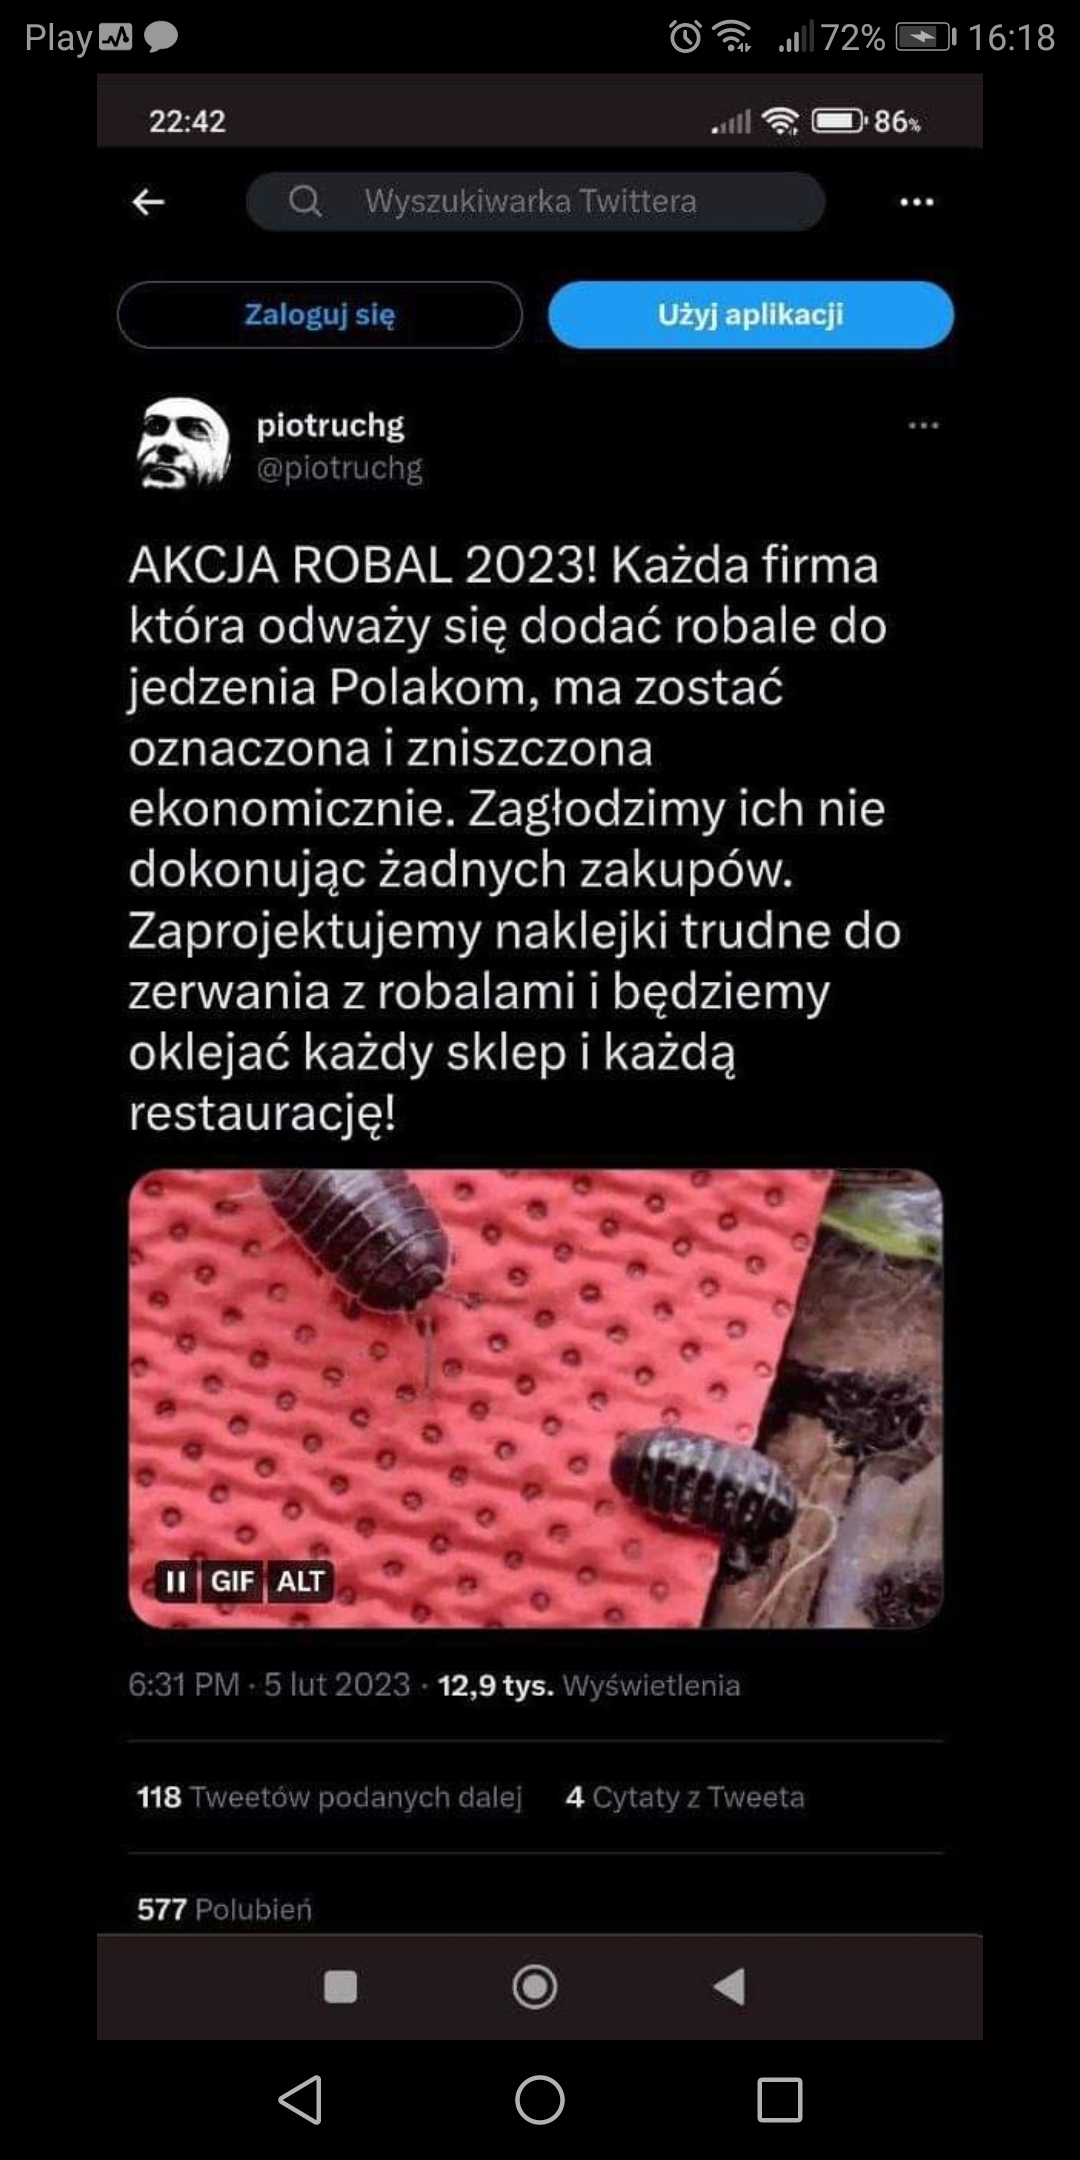 Play 72% 16:18
22:42 86%
Wyszukiwarka Twittera
Zaloguj się Użyj aplikacji
piotruchg
@piotruchg
AKCJA ROBAL 2023! Każda firma
która odważy się dodać robale do
jedzenia Polakom, ma zostać
oznaczona i zniszczona
ekonomicznie. Zagłodzimy ich nie
dokonując żadnych zakupów.
Zaprojektujemy naklejki trudne do
zerwania z robalami i będziemy
oklejać każdy sklep i każdą
restaurację!
GIF ALT
6:31 PM · 5 lut 2023 · 12,9 tys. Wyświetlenia
118 Tweetów podanych dalej 4 Cytaty z Tweeta
577 Polubień